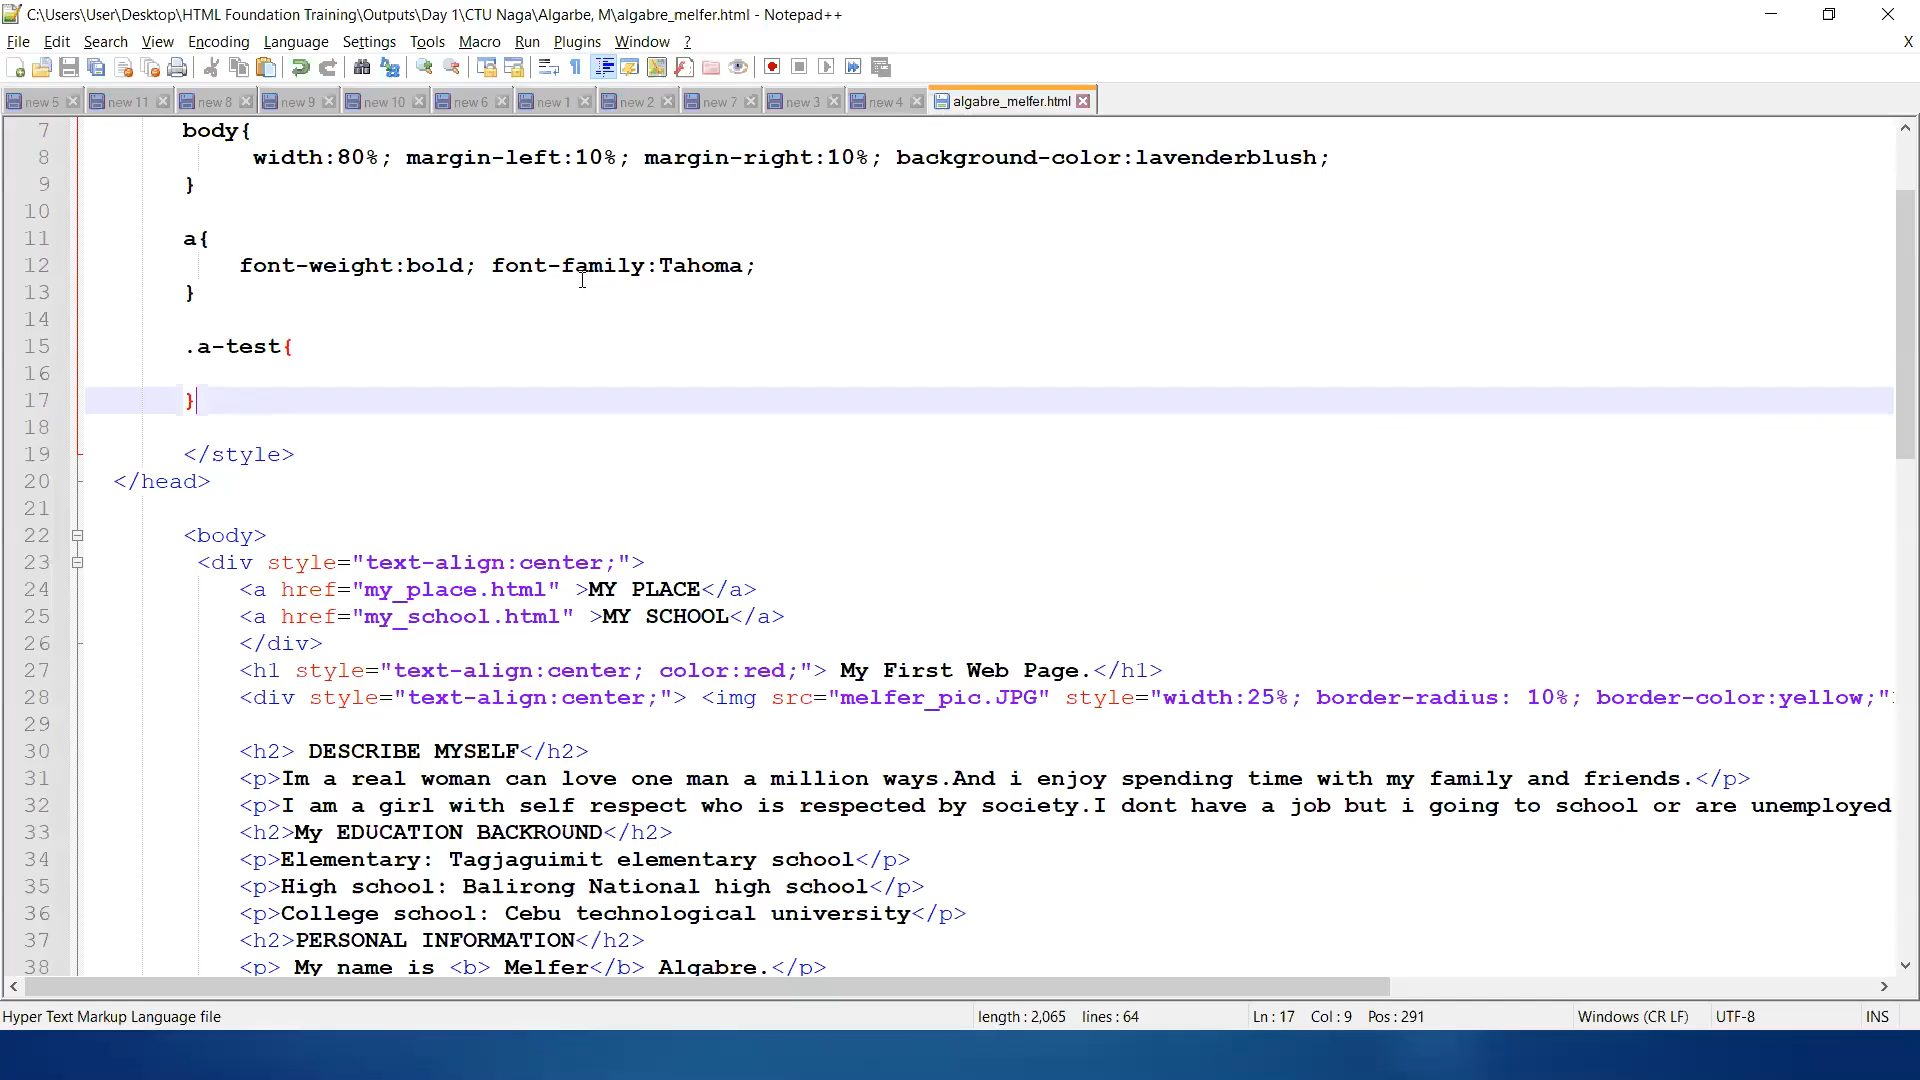 C:\Users\User\Desktop\HTML Foundation Training\Outputs\Day 1\CTU Naga\Algarbe, M\algabre_melfer.html - Notepad++
File Edit Search View Encoding Language Settings Tools Macro Run Plugins Window ? X
new 5 new 11 new 8 new 9 new 10 new 6 new 1 new 2 new 7 new 3 new 4 algabre_melfer.html
7 body{
8 width:80%; margin-left:10%; margin-right:10%; background-color:lavenderblush;
9 }
10
11 a{
12 font-weight:bold; font-family:Tahoma;
13 }
14
15 .a-test{
16
17 }
18
19 </style>
20 </head>
21
22 <body>
23 <div style="text-align:center;">
24 <a href="my_place.html" >MY PLACE</a>
25 <a href="my_school.html" >MY SCHOOL</a>
26 </div>
27 <h1 style="text-align:center; color:red;"> My First Web Page.</h1>
28 <div style="text-align:center;"> <img src="melfer_pic.JPG" style="width:25%; border-radius: 10%; border-color:yellow;"
29
30 <h2> DESCRIBE MYSELF</h2>
31 <p>Im a real woman can love one man a million ways.And i enjoy spending time with my family and friends.</p>
32 <p>I am a girl with self respect who is respected by society.I dont have a job but i going to school or are unemployed
33 <h2>My EDUCATION BACKROUND</h2>
34 <p>Elementary: Tagjaguimit elementary school</p>
35 <p>High school: Balirong National high school</p>
36 <p>College school: Cebu technological university</p>
37 <h2>PERSONAL INFORMATION</h2>
38 <p> My name is <b> Melfer</b> Algabre.</p>
Hyper Text Markup Language file length : 2,065 lines : 64 Ln : 17 Col : 9 Pos : 291 Windows (CR LF) UTF-8 INS